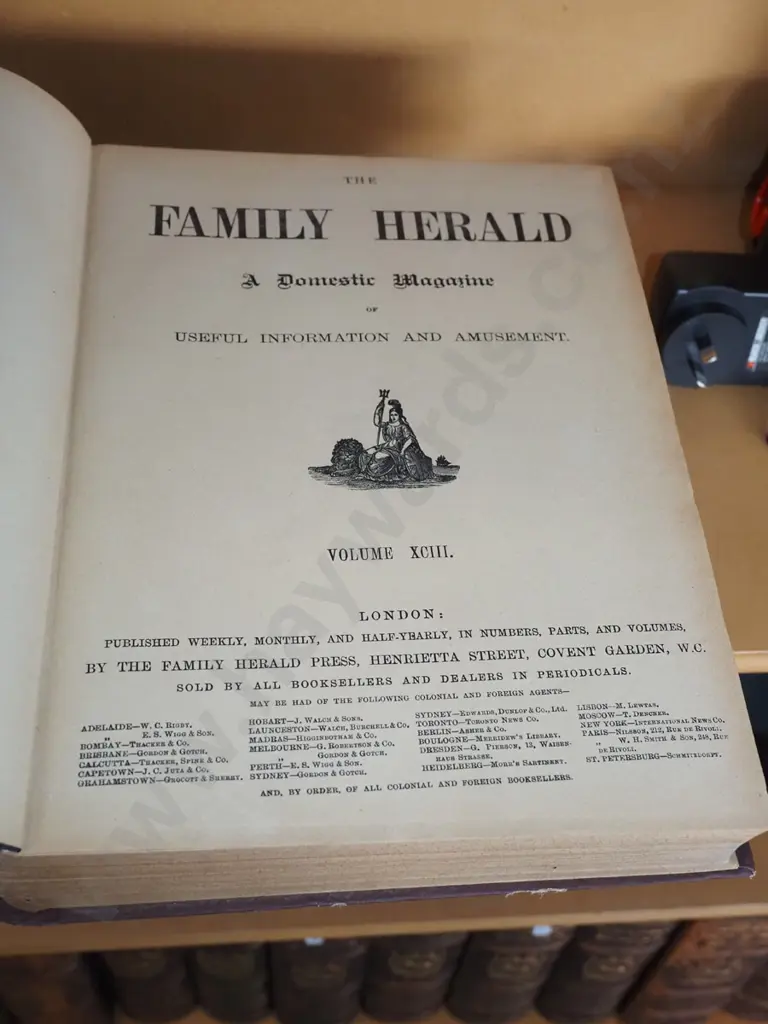 THE
FAMILY HERALD
A Domestic Magazine
OF
USEFUL INFORMATION AND AMUSEMENT.
VOLUME XCIII.
LONDON:
PUBLISHED WEEKLY, MONTHLY, AND HALF-YEARLY, IN NUMBERS, PARTS, AND VOLUMES,
BY THE FAMILY HERALD PRESS, HENRIETTA STREET, COVENT GARDEN, W.C.
SOLD BY ALL BOOKSELLERS AND DEALERS IN PERIODICALS.
MAY BE HAD OF THE FOLLOWING COLONIAL AND FOREIGN AGENTS—
ADELAIDE—W. C. RIGBY.
„ E. S. WIGG & SON.
BOMBAY—THACKER & CO.
BRISBANE—GORDON & GOTCH.
CALCUTTA—THACKER, SPINK & CO.
CAPETOWN—J. C. JUTA & CO.
GRAHAMSTOWN—GROCOTT & SHERRY.
HOBART—J. WALCH & SONS.
LAUNCESTON—WALCH, BIRCHELL & CO.
MADRAS—HIGGINBOTHAM & CO.
MELBOURNE—G. ROBERTSON & CO.
„ GORDON & GOTCH.
PERTH—E. S. WIGG & SON.
SYDNEY—GORDON & GOTCH.
SYDNEY—EDWARDS, DUNLOP & CO., LTD.
TORONTO—TORONTO NEWS CO.
BERLIN—ASHER & CO.
BOULOGNE—MERRIDEW'S LIBRARY.
DRESDEN—G. PIERSON, 13, WAISEN-
HAUS STRASSE.
HEIDELBERG—MOHR'S SARTIMENT.
LISBON—M. LEWTAS.
MOSCOW—T. DENCKER.
NEW YORK—INTERNATIONAL NEWS CO.
PARIS—NILSSON, 212, RUE DE RIVOLI;
„ W. H. SMITH & SON, 248, RUE
DE RIVOLI.
ST. PETERSBURG—SCHMITZDORFF.
AND, BY ORDER, OF ALL COLONIAL AND FOREIGN BOOKSELLERS.